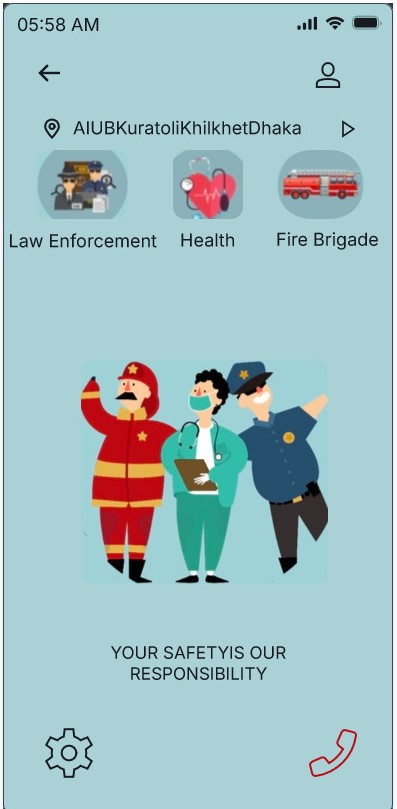 05:58 AM
AIUBKuratoliKhilkhetDhaka
Law Enforcement Health Fire Brigade
YOUR SAFETYIS OUR
RESPONSIBILITY